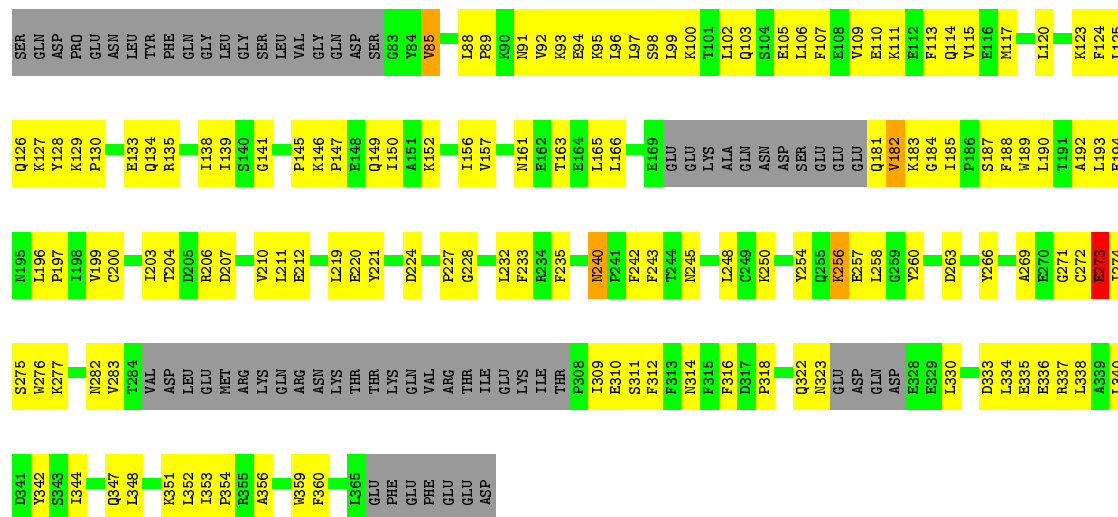 SER GLN ASP PRO GLU ASN LEU TYR PHE GLN GLY LEU GLY SER LEU VAL GLY GLN ASP SER G83 Y84 V85 L88 P89 K90 N91 V92 K93 E94 K95 L96 L97 S98 L99 K100 T101 L102 Q103 S104 E105 L106 F107 E108 V109 E110 K111 E112 F113 Q114 V115 E116 M117 L120 K123 F124 L125
Q126 K127 Y128 K129 P130 E133 Q134 R135 I138 I139 S140 G141 P145 K146 P147 E148 Q149 I150 A151 K152 I156 V157 N161 E162 T163 E164 L165 L166 E169 GLU GLU LYS ALA GLN ASN ASP SER GLU GLU GLU Q181 V182 K183 G184 I185 P186 S187 F188 W189 L190 T191 A192 L193 E194
N195 L196 P197 I198 V199 C200 I203 T204 D205 R206 D207 V210 L211 E212 L219 E220 Y221 D224 P227 G228 L232 F233 R234 F235 N240 P241 F242 F243 T244 N245 L248 C249 K250 Y254 Q255 K256 E257 L258 G259 Y260 D263 Y266 A269 E270 G271 C272 E273 I274
S275 W276 K277 N282 V283 T284 VAL ASP LEU GLU MET ARG LYS GLN ARG ASN LYS THR THR LYS GLN VAL ARG THR ILE GLU LYS ILE THR P308 I309 E310 S311 F312 F313 N314 F315 F316 D317 P318 Q322 N323 GLU ASP GLN ASP E328 E329 L330 D333 L334 E335 E336 R337 L338 A339 L340
D341 Y342 S343 I344 Q347 L348 K351 L352 I353 P354 R355 A356 W359 F360 L365 GLU PHE GLU PHE GLU GLU ASP